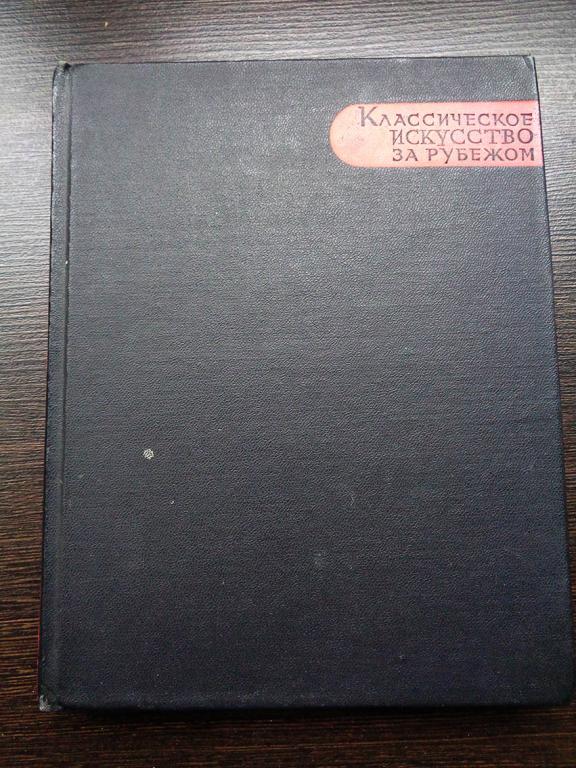 Классическое
искусство
за рубежом